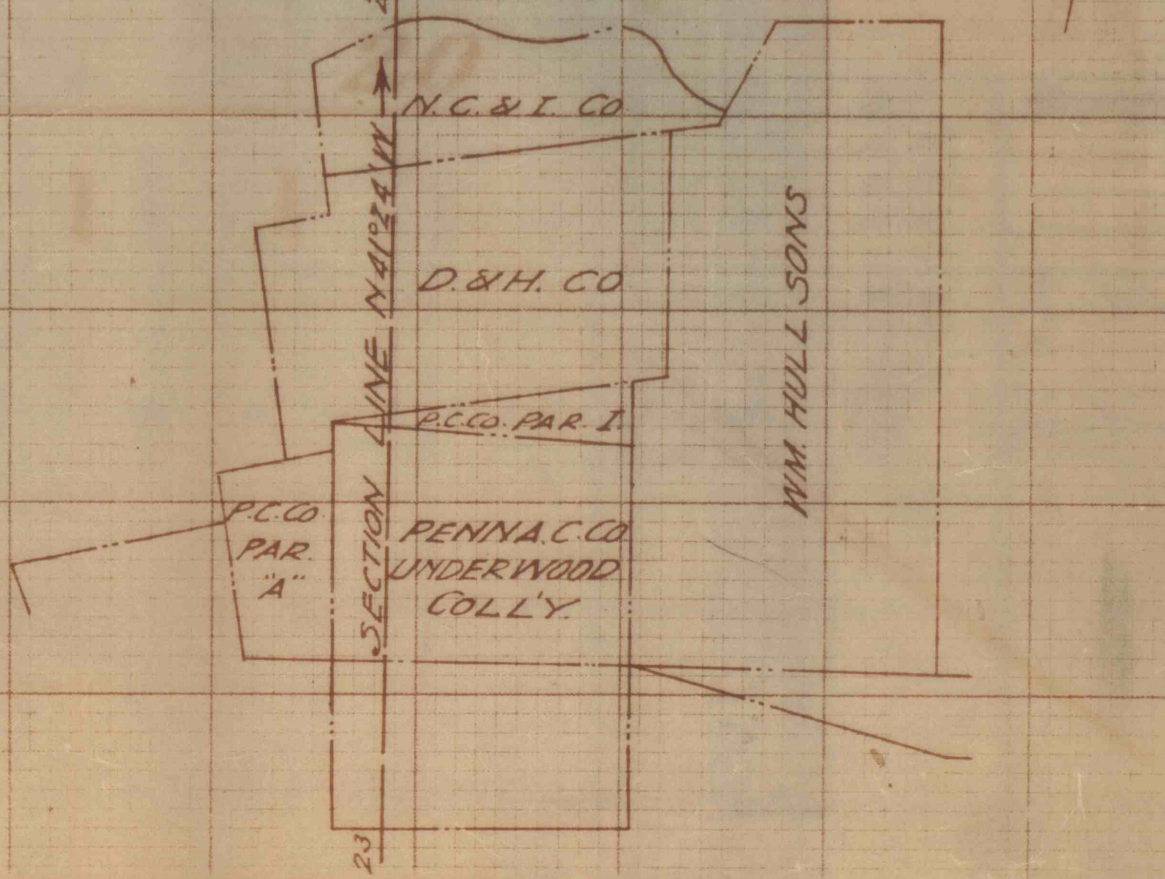 N.C. & I. CO
D. & H. CO
P.C.CO. PAR. I.
P.C.CO.
PAR.
"A"
PENNA. C. CO
UNDERWOOD
COLL'Y.
SECTION LINE N41°24'W
WM. HULL SONS
23